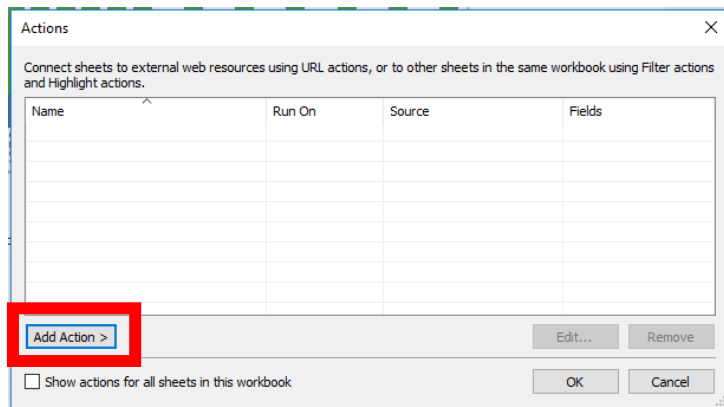 Actions
Connect sheets to external web resources using URL actions, or to other sheets in the same workbook using Filter actions
and Highlight actions.
Name Run On Source Fields
Add Action > Edit... Remove
Show actions for all sheets in this workbook OK Cancel